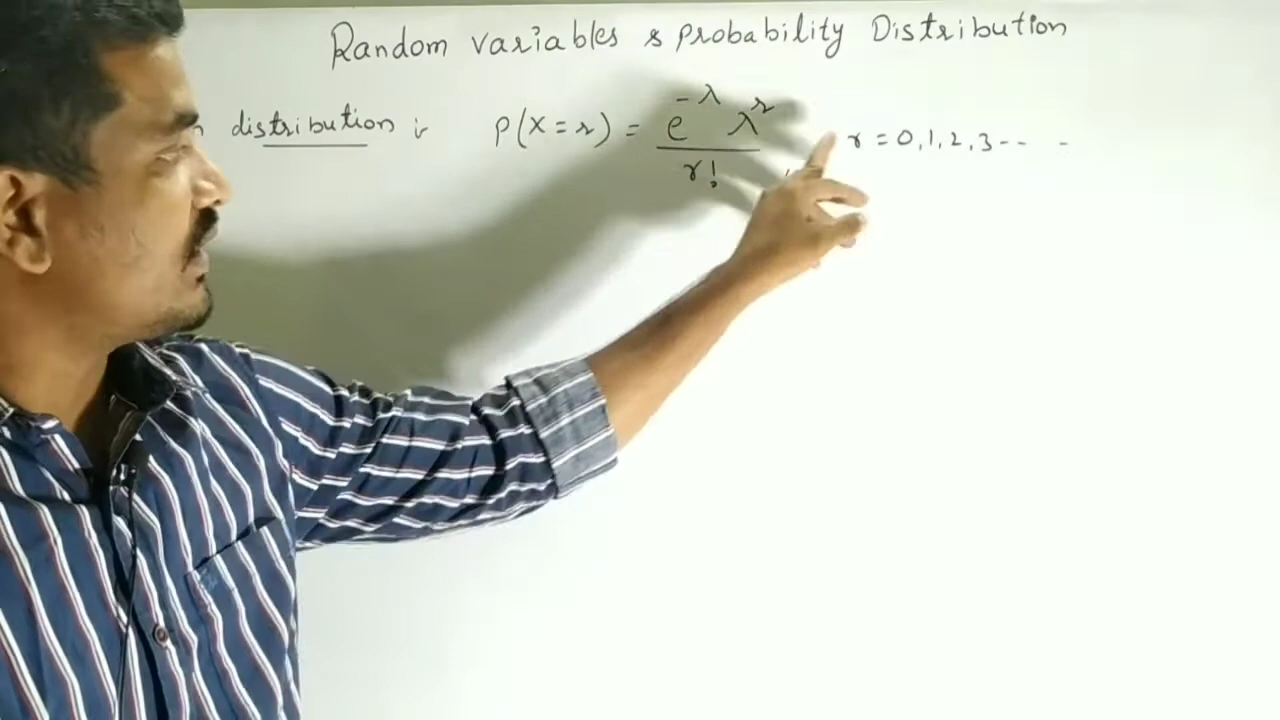 Random variables & probability Distribution
distribution is P(X=r) = e^{-λ} λ^r / r! , r = 0,1,2,3-- -